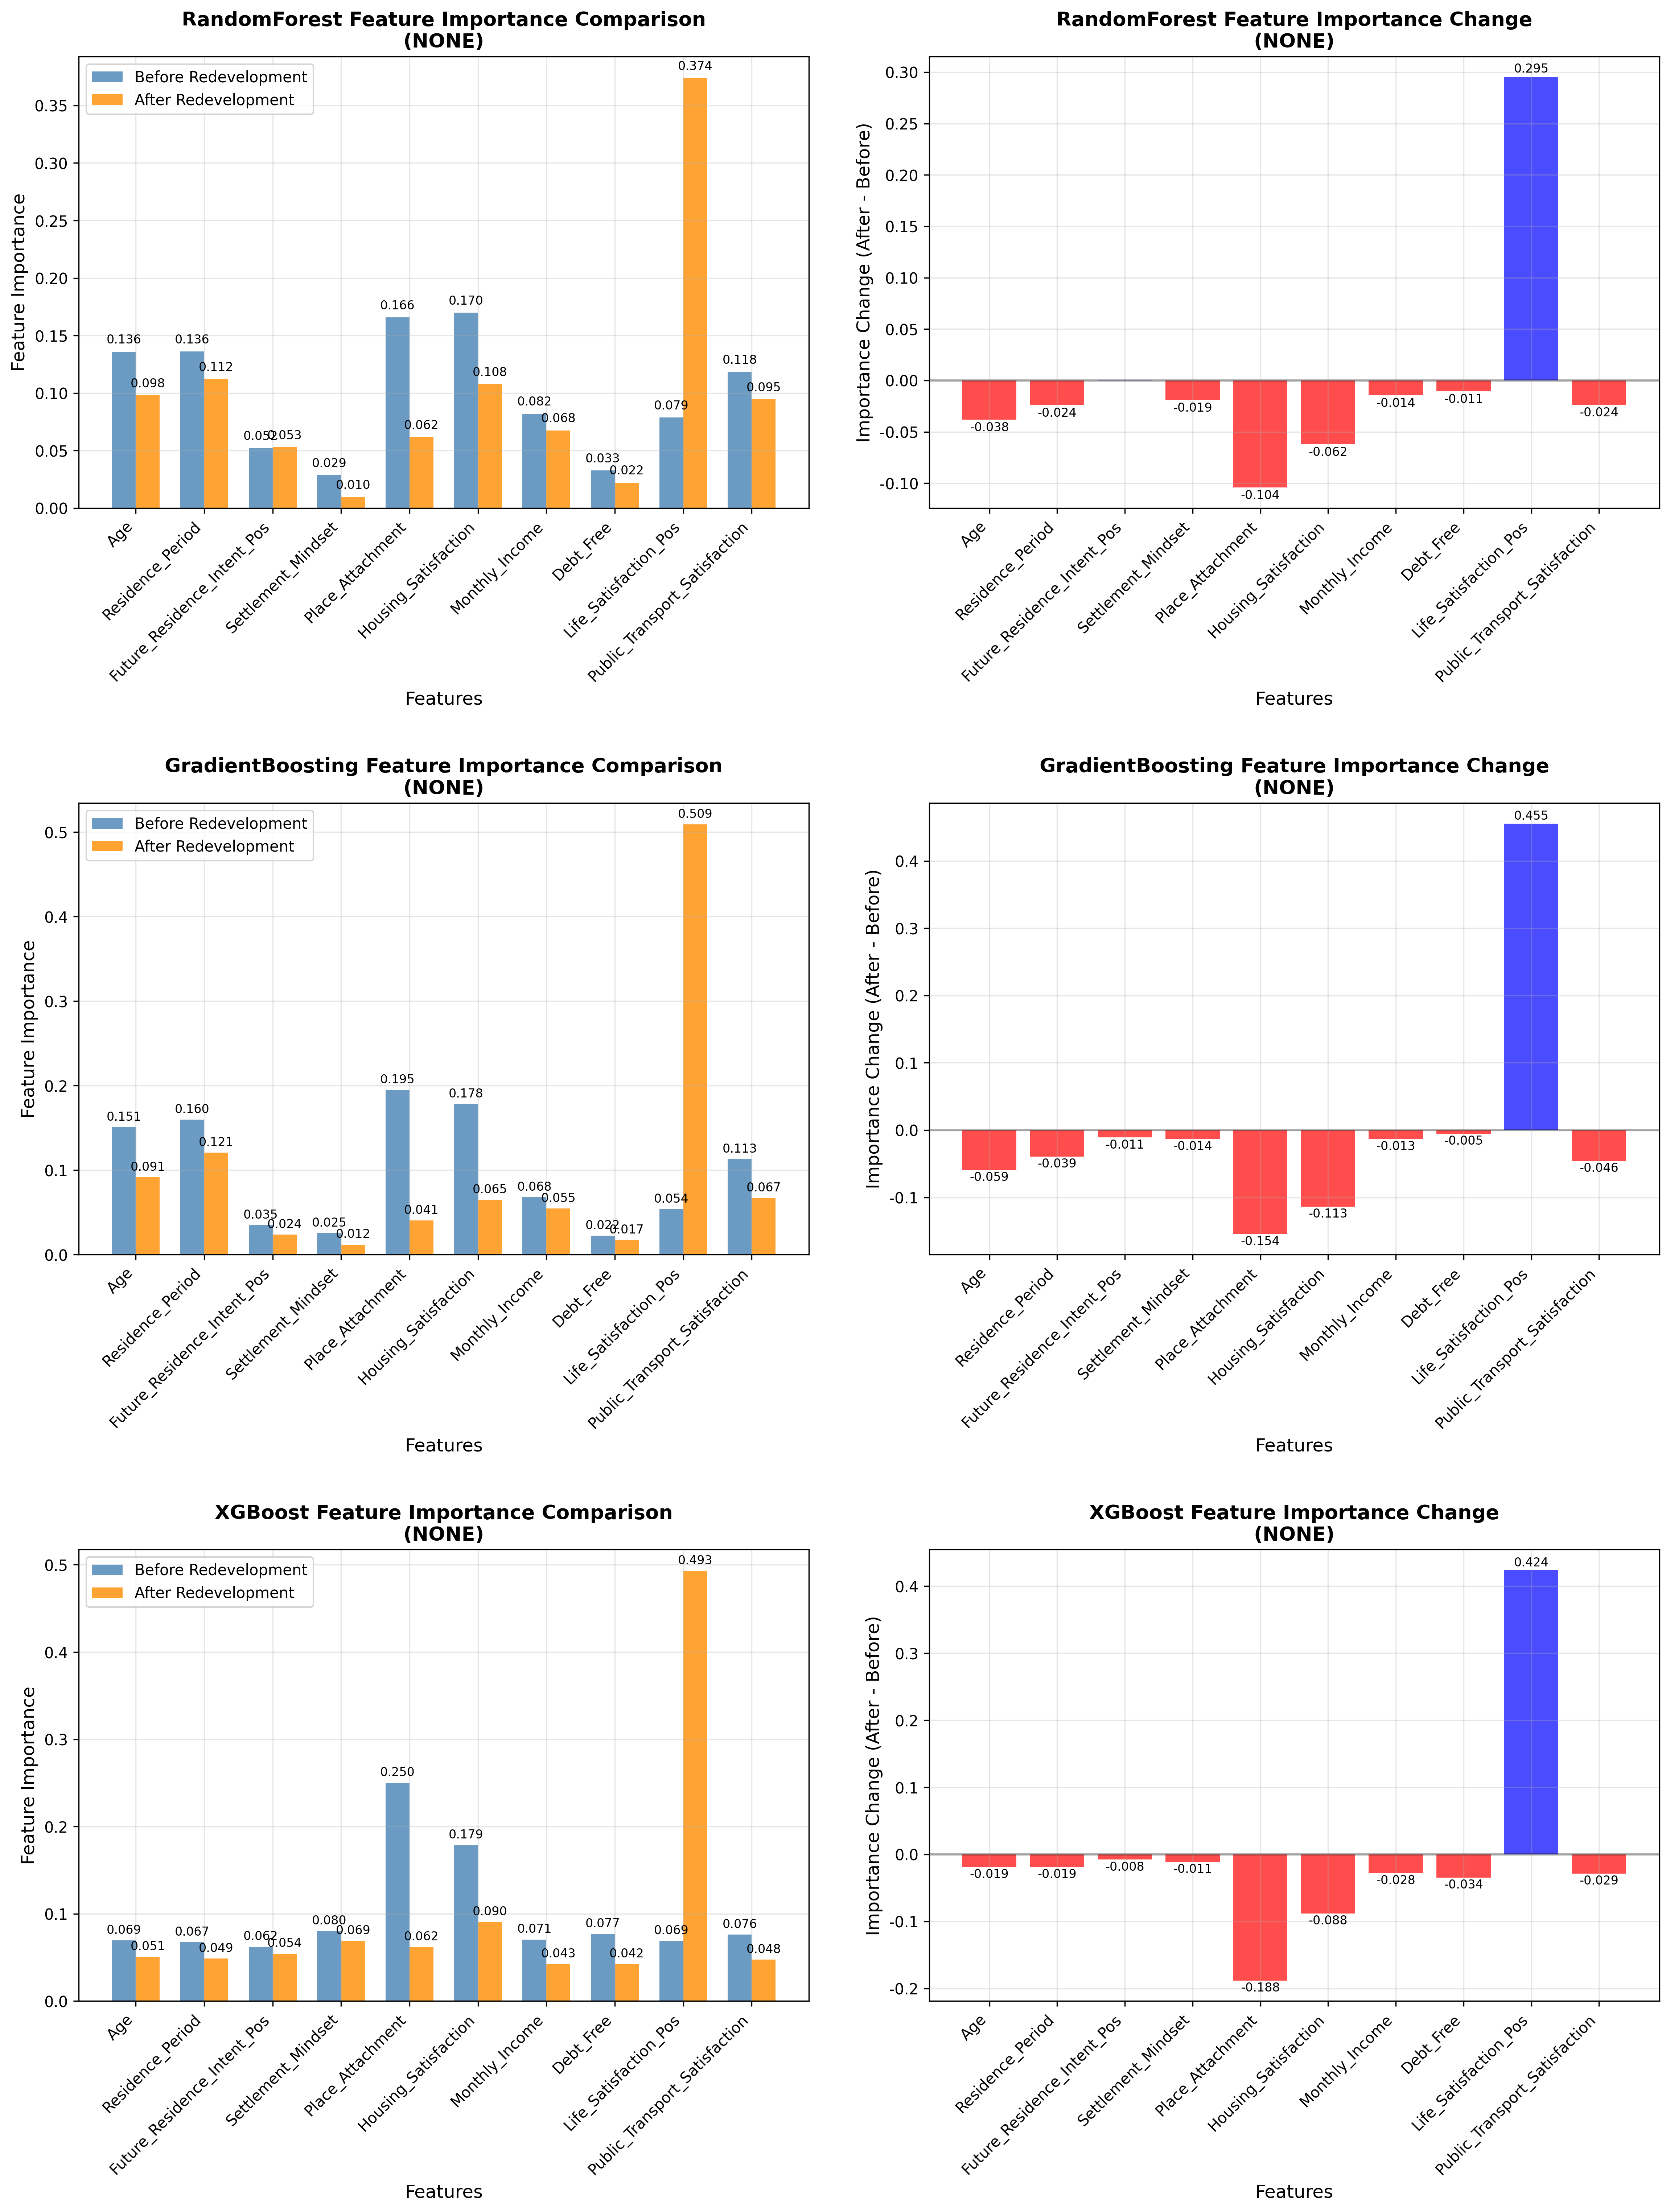 RandomForest Feature Importance Comparison
(NONE)
Before Redevelopment
After Redevelopment
Feature Importance
0.35
0.30
0.25
0.20
0.15
0.10
0.05
0.00
0.136
0.098
0.136
0.112
0.052
0.053
0.029
0.010
0.166
0.062
0.170
0.108
0.082
0.068
0.033
0.022
0.079
0.374
0.118
0.095
Age
Residence_Period
Future_Residence_Intent_Pos
Settlement_Mindset
Place_Attachment
Housing_Satisfaction
Monthly_Income
Debt_Free
Life_Satisfaction_Pos
Public_Transport_Satisfaction
Features
RandomForest Feature Importance Change
(NONE)
Importance Change (After - Before)
0.30
0.25
0.20
0.15
0.10
0.05
0.00
-0.05
-0.10
-0.038
-0.024
-0.019
-0.104
-0.062
-0.014
-0.011
0.295
-0.024
Age
Residence_Period
Future_Residence_Intent_Pos
Settlement_Mindset
Place_Attachment
Housing_Satisfaction
Monthly_Income
Debt_Free
Life_Satisfaction_Pos
Public_Transport_Satisfaction
Features
GradientBoosting Feature Importance Comparison
(NONE)
Before Redevelopment
After Redevelopment
Feature Importance
0.5
0.4
0.3
0.2
0.1
0.0
0.151
0.091
0.160
0.121
0.035
0.024
0.025
0.012
0.195
0.041
0.178
0.065
0.068
0.055
0.022
0.017
0.054
0.509
0.113
0.067
Age
Residence_Period
Future_Residence_Intent_Pos
Settlement_Mindset
Place_Attachment
Housing_Satisfaction
Monthly_Income
Debt_Free
Life_Satisfaction_Pos
Public_Transport_Satisfaction
Features
GradientBoosting Feature Importance Change
(NONE)
Importance Change (After - Before)
0.4
0.3
0.2
0.1
0.0
-0.1
-0.059
-0.039
-0.011
-0.014
-0.154
-0.113
-0.013
-0.005
0.455
-0.046
Age
Residence_Period
Future_Residence_Intent_Pos
Settlement_Mindset
Place_Attachment
Housing_Satisfaction
Monthly_Income
Debt_Free
Life_Satisfaction_Pos
Public_Transport_Satisfaction
Features
XGBoost Feature Importance Comparison
(NONE)
Before Redevelopment
After Redevelopment
Feature Importance
0.5
0.4
0.3
0.2
0.1
0.0
0.069
0.051
0.067
0.049
0.062
0.054
0.080
0.069
0.250
0.062
0.179
0.090
0.071
0.043
0.077
0.042
0.069
0.493
0.076
0.048
Age
Residence_Period
Future_Residence_Intent_Pos
Settlement_Mindset
Place_Attachment
Housing_Satisfaction
Monthly_Income
Debt_Free
Life_Satisfaction_Pos
Public_Transport_Satisfaction
Features
XGBoost Feature Importance Change
(NONE)
Importance Change (After - Before)
0.4
0.3
0.2
0.1
0.0
-0.1
-0.2
-0.019
-0.019
-0.008
-0.011
-0.188
-0.088
-0.028
-0.034
0.424
-0.029
Age
Residence_Period
Future_Residence_Intent_Pos
Settlement_Mindset
Place_Attachment
Housing_Satisfaction
Monthly_Income
Debt_Free
Life_Satisfaction_Pos
Public_Transport_Satisfaction
Features